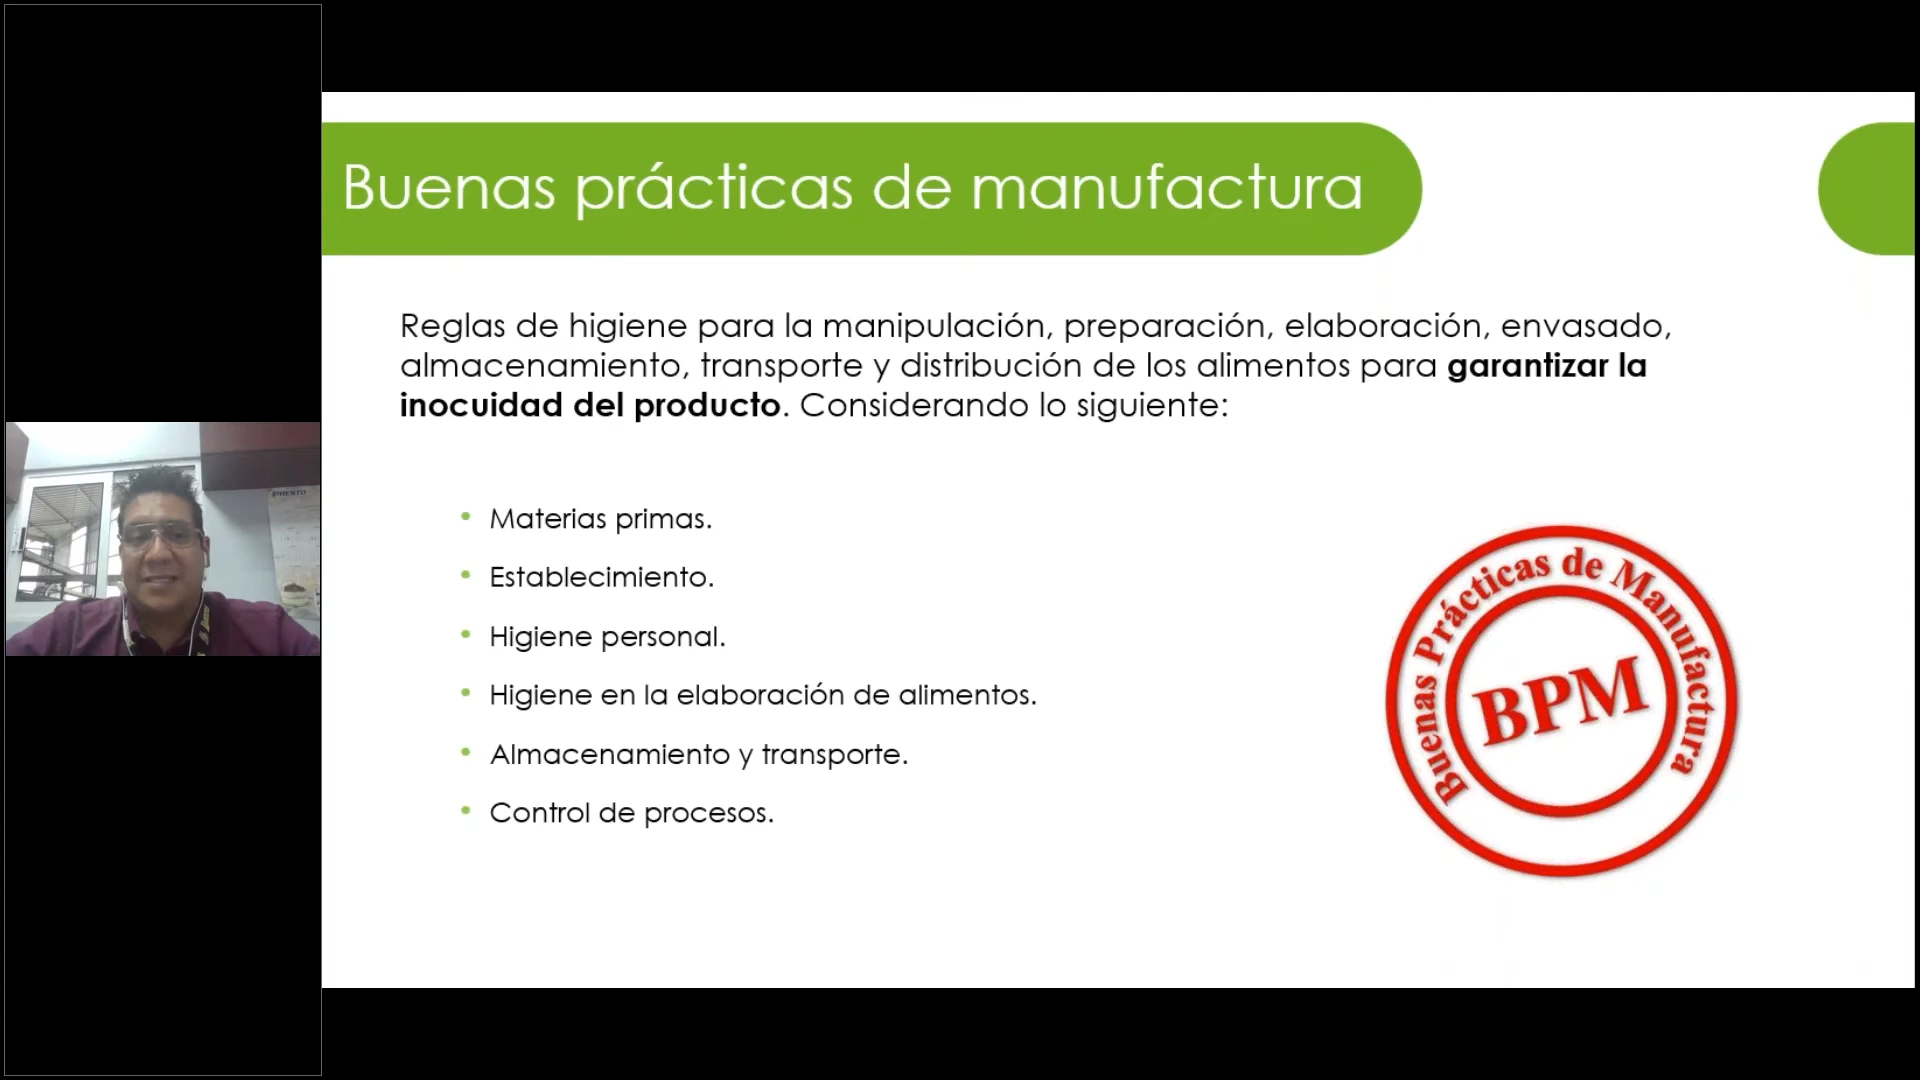 Buenas prácticas de manufactura
Reglas de higiene para la manipulación, preparación, elaboración, envasado,
almacenamiento, transporte y distribución de los alimentos para garantizar la
inocuidad del producto. Considerando lo siguiente:
• Materias primas.
• Establecimiento.
• Higiene personal.
• Higiene en la elaboración de alimentos.
• Almacenamiento y transporte.
• Control de procesos.
Buenas Prácticas de Manufactura
BPM
PRESTO